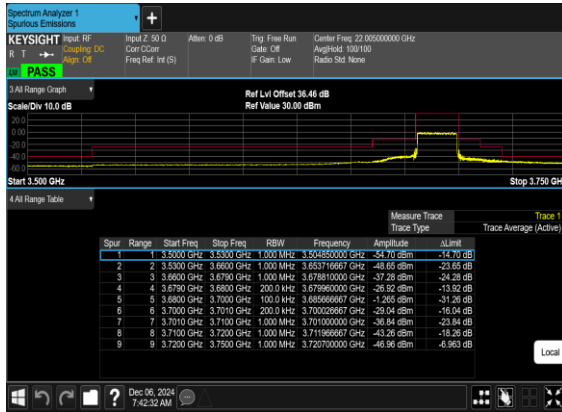 Spectrum Analyzer 1
Spurious Emissions
KEYSIGHT Input: RF Input Z: 50 Ω Atten: 0 dB Trig: Free Run Center Freq: 22.005000000 GHz
R T Coupling: DC Corr CCorr Gate: Off Avg|Hold: 100/100
Align: Off Freq Ref: Int (S) IF Gain: Low Radio Std: None
PASS
3 All Range Graph
Ref Lvl Offset 36.46 dB
Scale/Div 10.0 dB Ref Value 30.00 dBm
20.0
0.00
-20.0
-40.0
-60.0
Start 3.500 GHz Stop 3.750 GH
4 All Range Table
Measure Trace Trace 1
Trace Type Trace Average (Active)
Spur Range Start Freq Stop Freq RBW Frequency Amplitude ΔLimit
1 1 3.5000 GHz 3.5300 GHz 1.000 MHz 3.504850000 GHz -54.70 dBm -14.70 dB
2 2 3.5300 GHz 3.6600 GHz 1.000 MHz 3.653716667 GHz -48.65 dBm -23.65 dB
3 3 3.6600 GHz 3.6790 GHz 1.000 MHz 3.678810000 GHz -37.28 dBm -24.28 dB
4 4 3.6790 GHz 3.6800 GHz 200.0 kHz 3.679960000 GHz -26.92 dBm -13.92 dB
5 5 3.6800 GHz 3.7000 GHz 100.0 kHz 3.685666667 GHz -1.265 dBm -31.26 dB
6 6 3.7000 GHz 3.7010 GHz 200.0 kHz 3.700026667 GHz -29.04 dBm -16.04 dB
7 7 3.7010 GHz 3.7100 GHz 1.000 MHz 3.701000000 GHz -36.84 dBm -23.84 dB
8 8 3.7100 GHz 3.7200 GHz 1.000 MHz 3.711966667 GHz -43.26 dBm -18.26 dB
9 9 3.7200 GHz 3.7500 GHz 1.000 MHz 3.720700000 GHz -46.96 dBm -6.963 dB
Local
Dec 06, 2024
7:42:32 AM